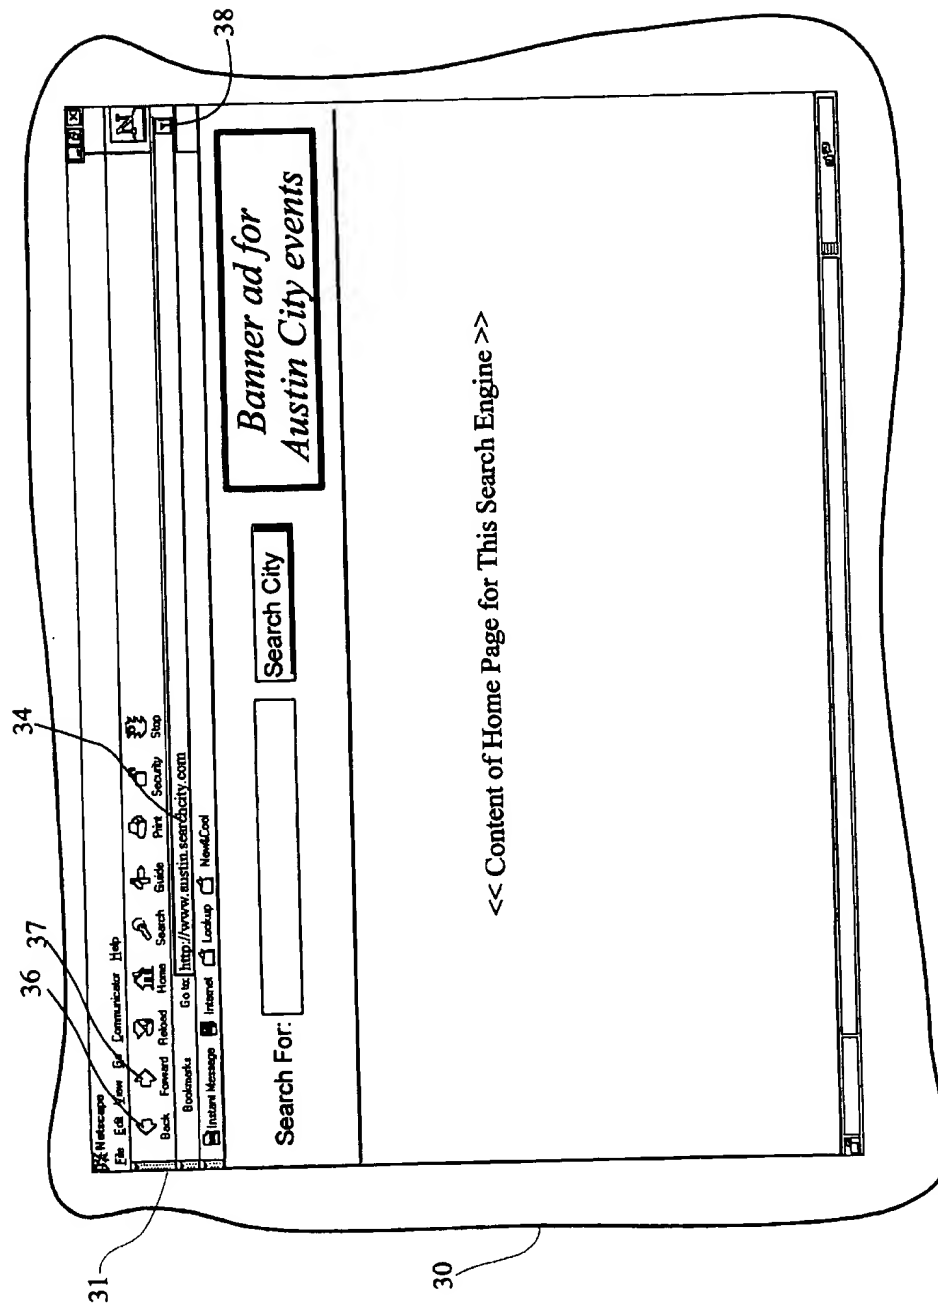 38
34
37
36
31
30
Netscape
File Edit View Go Communicator Help
Back Forward Reload Home Search Guide Print Security Stop
N
Bookmarks Go to: http://www.austin.searchcity.com
Instant Message Internet Lookup New&Cool
Search For: Search City
Banner ad for
Austin City events
<< Content of Home Page for This Search Engine >>